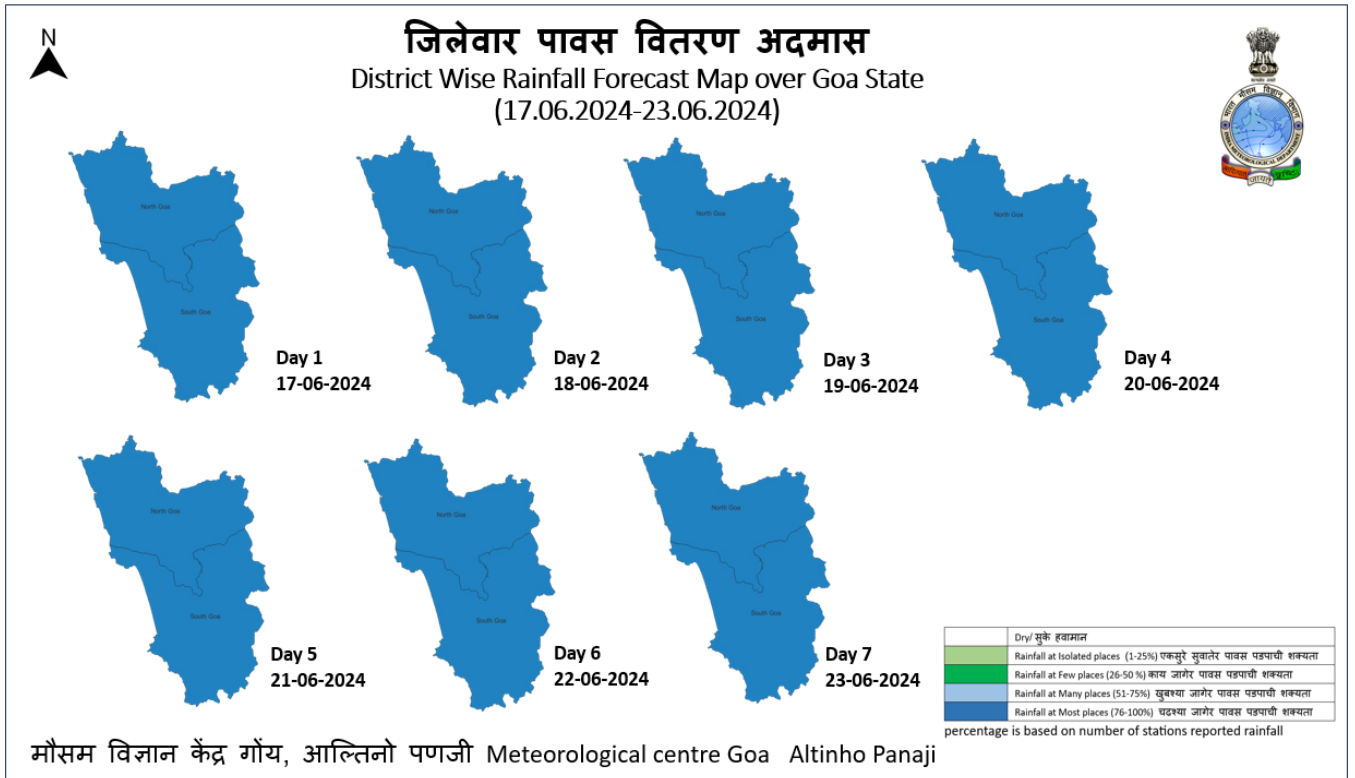 N
जिलेवार पावस वितरण अदमास
District Wise Rainfall Forecast Map over Goa State
(17.06.2024-23.06.2024)
भारत मौसम विज्ञान विभाग
INDIA METEOROLOGICAL DEPARTMENT
आदित्यात् जायते वृष्टिः
North Goa
South Goa
Day 1
17-06-2024
North Goa
South Goa
Day 2
18-06-2024
North Goa
South Goa
Day 3
19-06-2024
North Goa
South Goa
Day 4
20-06-2024
North Goa
South Goa
Day 5
21-06-2024
North Goa
South Goa
Day 6
22-06-2024
North Goa
South Goa
Day 7
23-06-2024
Dry/ सुके हवामान
Rainfall at Isolated places (1-25%) एकसुरे सुवातेर पावस पडपाची शक्यता
Rainfall at Few places (26-50 %) काय जागेर पावस पडपाची शक्यता
Rainfall at Many places (51-75%) खुबश्या जागेर पावस पडपाची शक्यता
Rainfall at Most places (76-100%) चडश्या जागेर पावस पडपाची शक्यता
percentage is based on number of stations reported rainfall
मौसम विज्ञान केंद्र गोंय, आल्तिनो पणजी Meteorological centre Goa Altinho Panaji